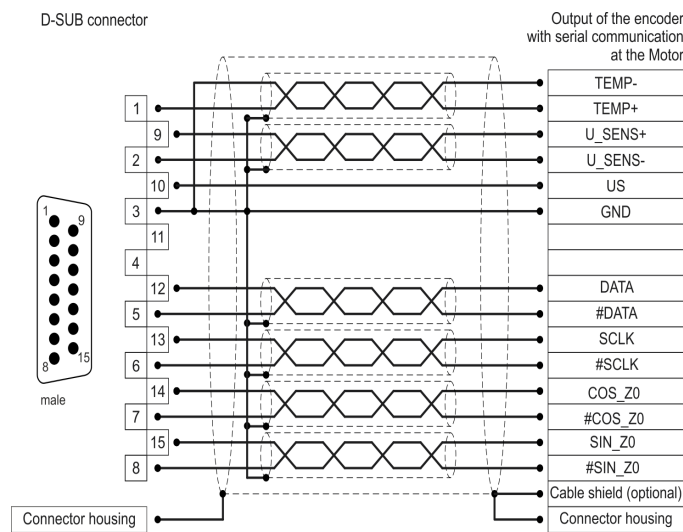 D-SUB connector
Output of the encoder
with serial communication
at the Motor
TEMP-
1 TEMP+
9 U_SENS+
2 U_SENS-
10 US
3 GND
11
4
12 DATA
5 #DATA
13 SCLK
6 #SCLK
14 COS_Z0
7 #COS_Z0
15 SIN_Z0
8 #SIN_Z0
1
9
8
15
male
Cable shield (optional)
Connector housing Connector housing